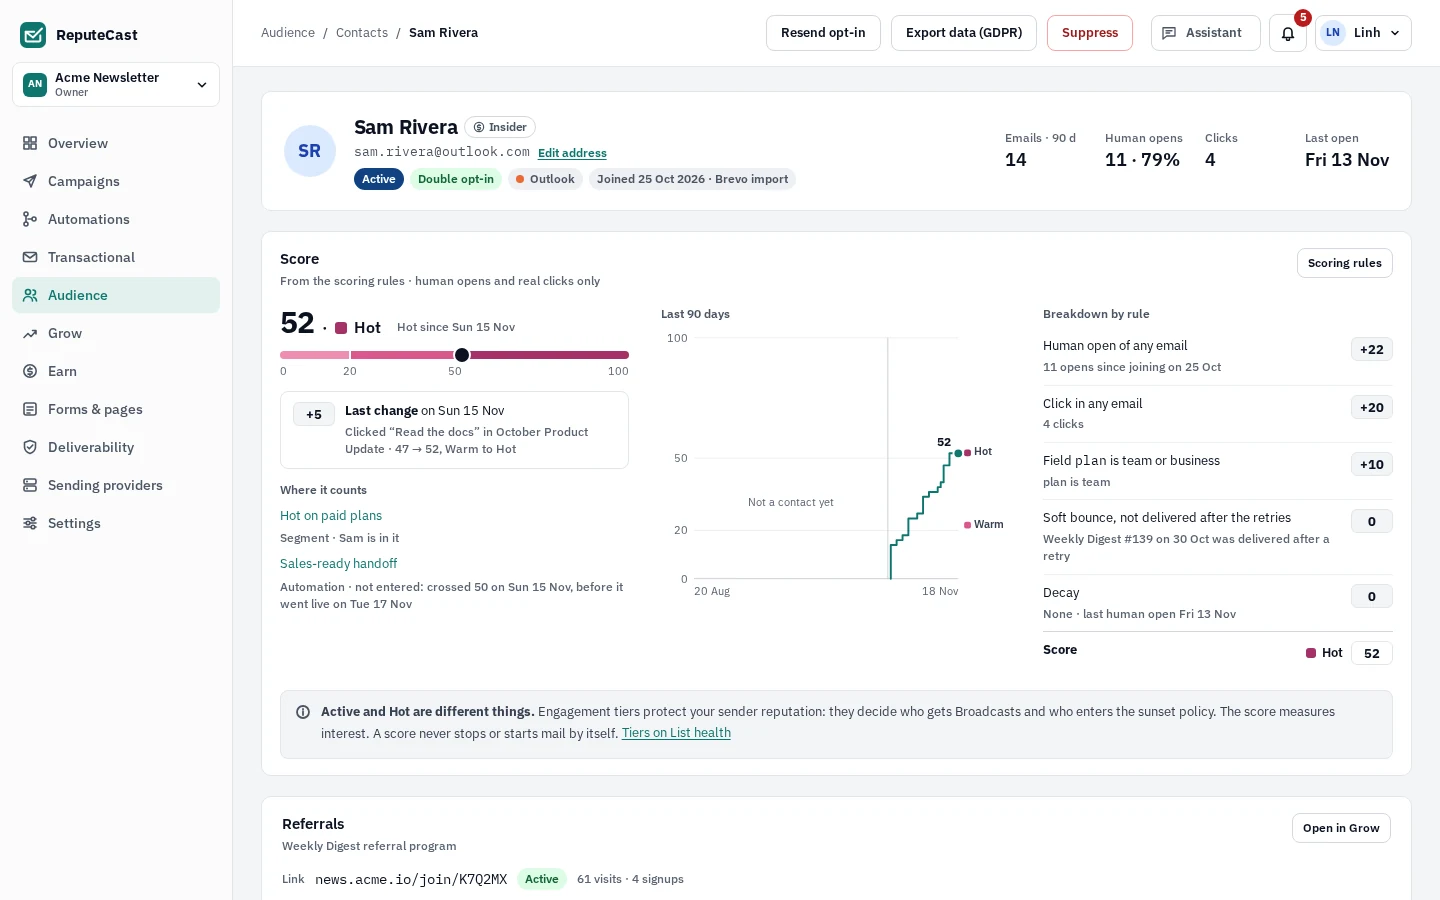 ReputeCast
AN
Acme Newsletter
Owner
Overview
Campaigns
Automations
Transactional
Audience
Grow
Earn
Forms & pages
Deliverability
Sending providers
Settings
Audience / Contacts / Sam Rivera
Resend opt-in
Export data (GDPR)
Suppress
Assistant
5
LN
Linh
SR
Sam Rivera
Insider
sam.rivera@outlook.com Edit address
Active
Double opt-in
Outlook
Joined 25 Oct 2026 · Brevo import
Emails · 90 d
14
Human opens
11 · 79%
Clicks
4
Last open
Fri 13 Nov
Score
From the scoring rules · human opens and real clicks only
Scoring rules
52 · Hot Hot since Sun 15 Nov
0 20 50 100
+5
Last change on Sun 15 Nov
Clicked “Read the docs” in October Product
Update · 47 → 52, Warm to Hot
Where it counts
Hot on paid plans
Segment · Sam is in it
Sales-ready handoff
Automation · not entered: crossed 50 on Sun 15 Nov, before it
went live on Tue 17 Nov
Last 90 days
100
50
20
0
Not a contact yet
52
Hot
Warm
20 Aug
18 Nov
Breakdown by rule
Human open of any email
11 opens since joining on 25 Oct
+22
Click in any email
4 clicks
+20
Field plan is team or business
plan is team
+10
Soft bounce, not delivered after the retries
Weekly Digest #139 on 30 Oct was delivered after a
retry
0
Decay
None · last human open Fri 13 Nov
0
Score
Hot
52
Active and Hot are different things. Engagement tiers protect your sender reputation: they decide who gets Broadcasts and who enters the sunset policy. The score measures
interest. A score never stops or starts mail by itself. Tiers on List health
Referrals
Weekly Digest referral program
Open in Grow
Link news.acme.io/join/K7Q2MX Active 61 visits · 4 signups